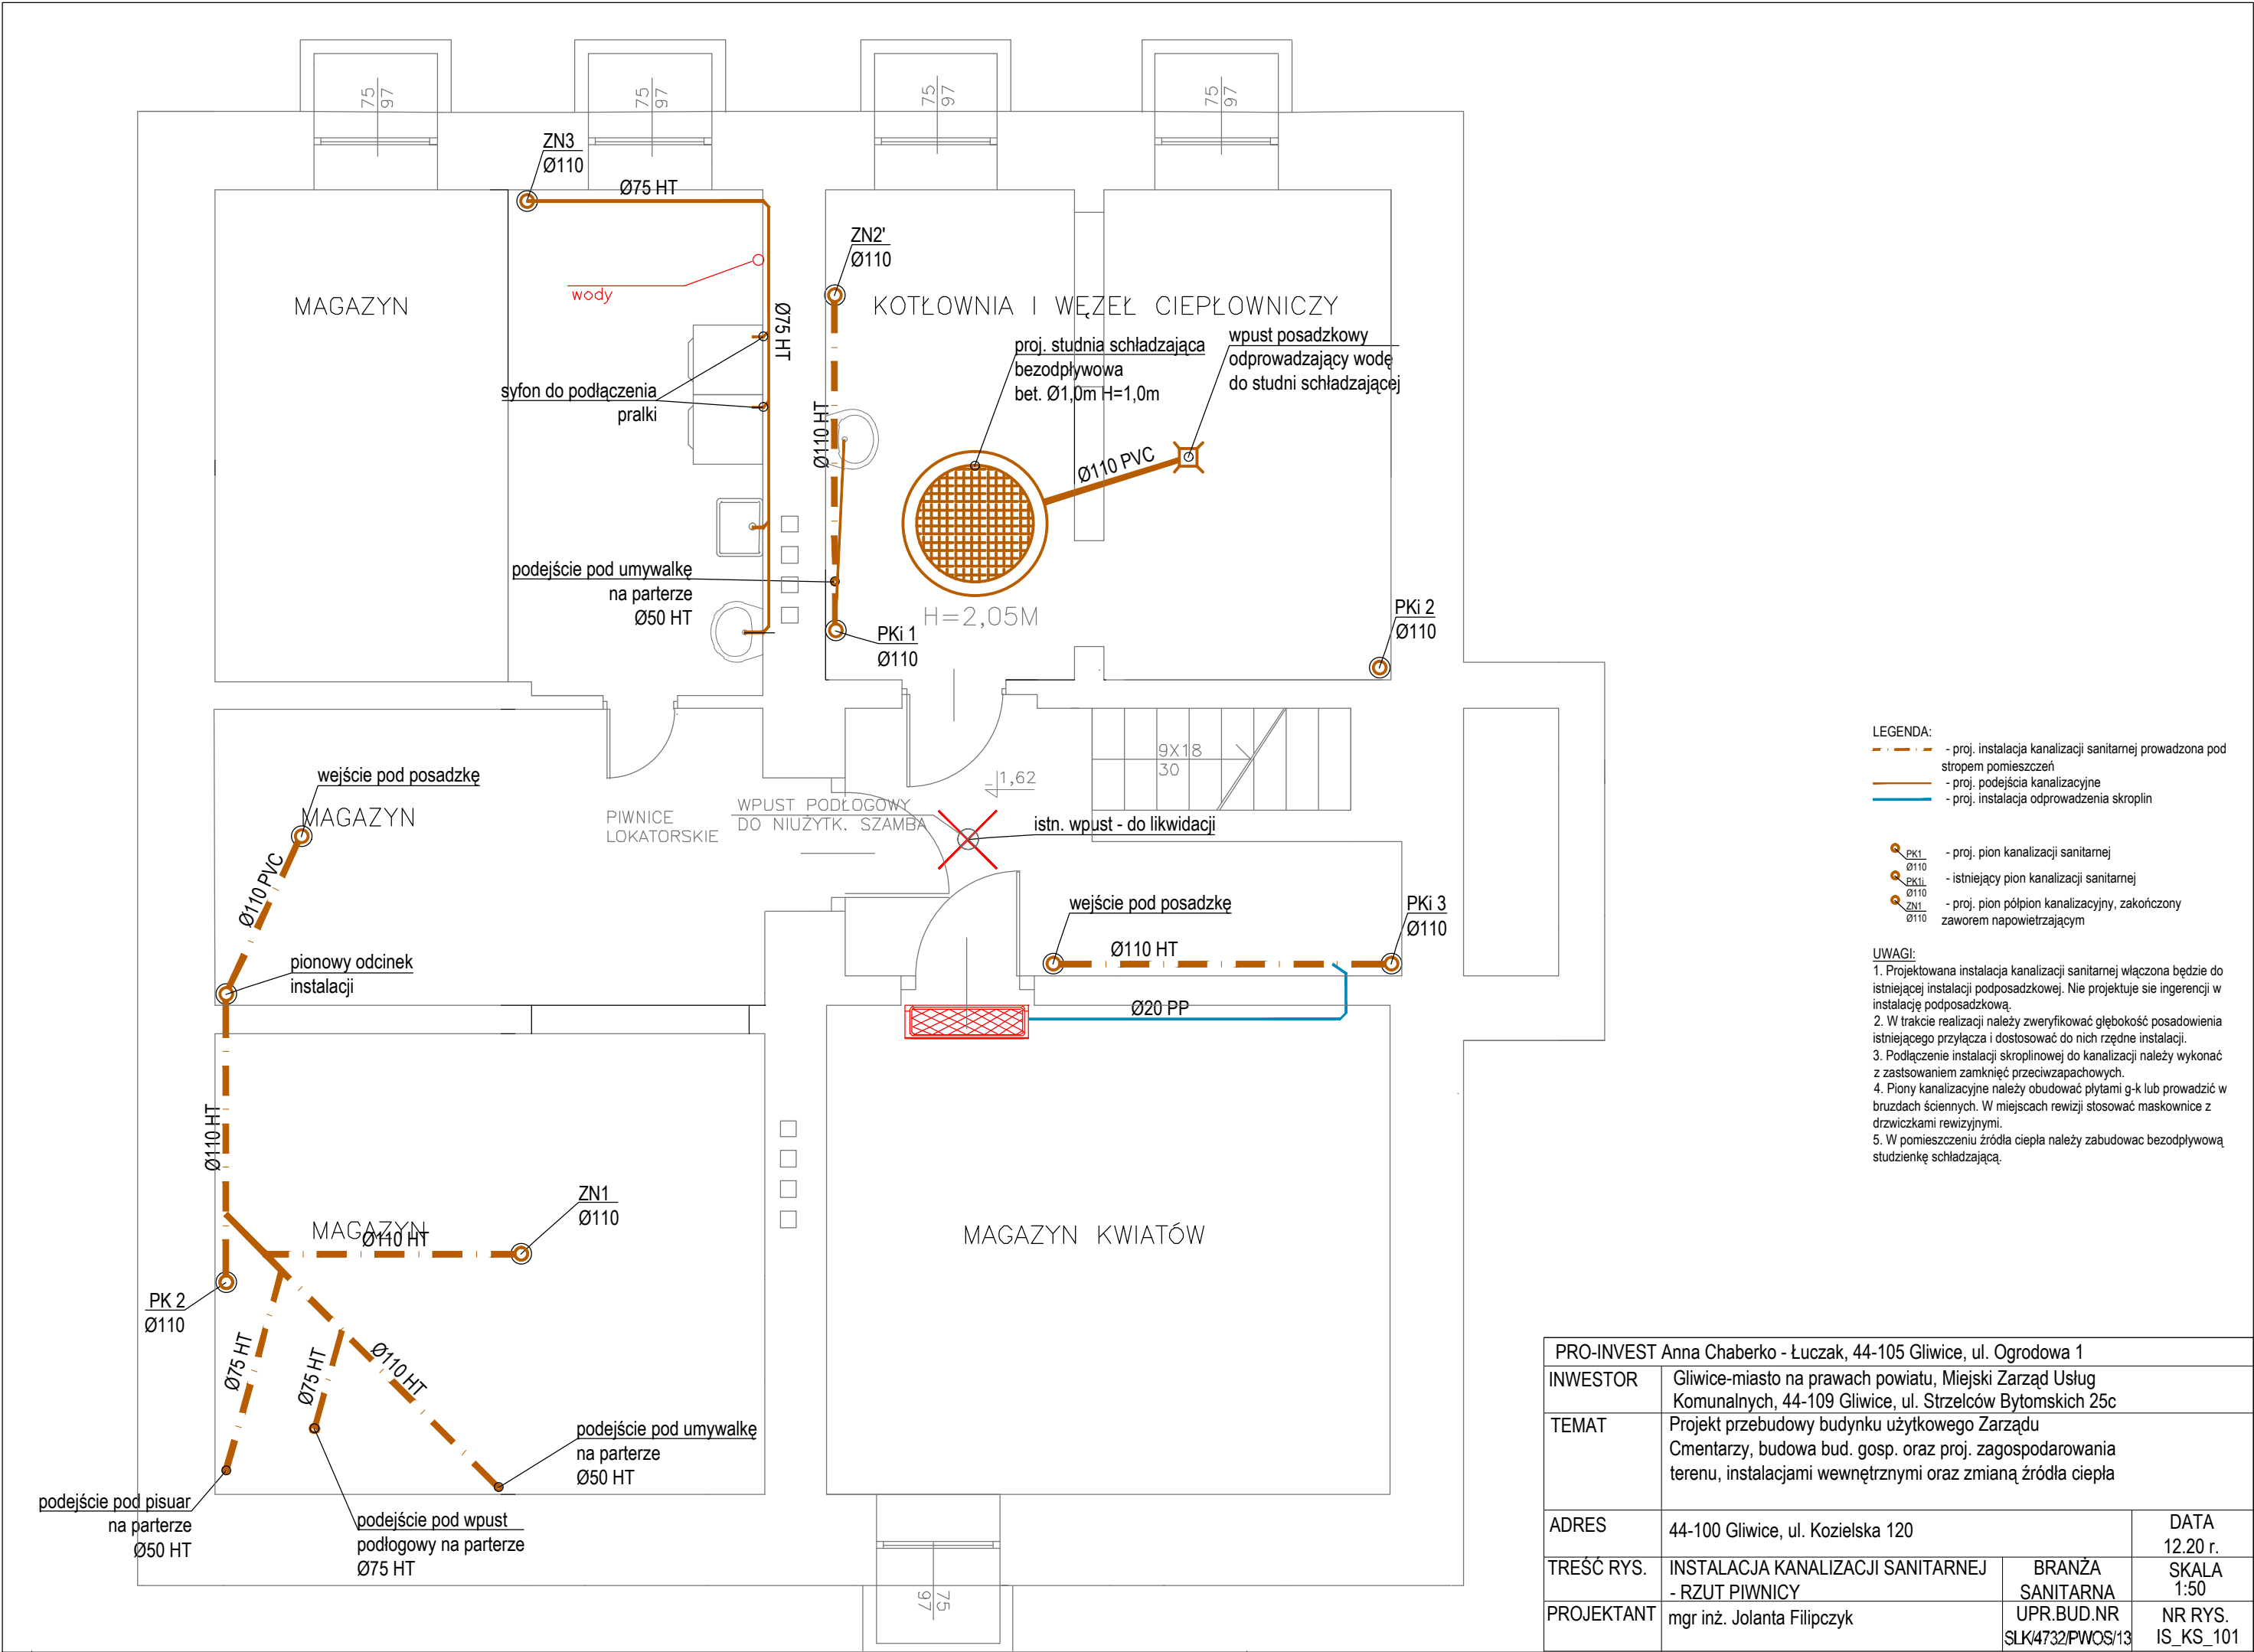 75
97
75
97
75
97
75
97
ZN3
Ø110
Ø75 HT
ZN2'
Ø110
wody
MAGAZYN
Ø75 HT
KOTŁOWNIA I WĘZEŁ CIEPŁOWNICZY
proj. studnia schładzająca
bezodpływowa
bet. Ø1,0m H=1,0m
wpust posadzkowy
odprowadzający wodę
do studni schładzającej
syfon do podłączenia
pralki
Ø110 HT
Ø110 PVC
podejście pod umywalkę
na parterze
Ø50 HT
H=2,05M
PKi 1
Ø110
PKi 2
Ø110
wejście pod posadzkę
MAGAZYN
PIWNICE
LOKATORSKIE
WPUST PODŁOGOWY
DO NIUŻYTK. SZAMBA
1,62
9X18
30
istn. wpust - do likwidacji
Ø110 PVC
wejście pod posadzkę
PKi 3
Ø110
Ø110 HT
pionowy odcinek
instalacji
Ø20 PP
Ø110 HT
ZN1
Ø110
MAGAZYN
Ø110 HT
MAGAZYN KWIATÓW
PK 2
Ø110
Ø75 HT
Ø75 HT
Ø110 HT
podejście pod umywalkę
na parterze
Ø50 HT
podejście pod pisuar
na parterze
Ø50 HT
podejście pod wpust
podłogowy na parterze
Ø75 HT
75
97
LEGENDA:
- proj. instalacja kanalizacji sanitarnej prowadzona pod
stropem pomieszczeń
- proj. podejścia kanalizacyjne
- proj. instalacja odprowadzenia skroplin
PK1
Ø110
- proj. pion kanalizacji sanitarnej
PK1i
Ø110
- istniejący pion kanalizacji sanitarnej
ZN1
Ø110
- proj. pion półpion kanalizacyjny, zakończony
zaworem napowietrzającym
UWAGI:
1. Projektowana instalacja kanalizacji sanitarnej włączona będzie do
istniejącej instalacji podposadzkowej. Nie projektuje sie ingerencji w
instalację podposadzkową.
2. W trakcie realizacji należy zweryfikować głębokość posadowienia
istniejącego przyłącza i dostosować do nich rzędne instalacji.
3. Podłączenie instalacji skroplinowej do kanalizacji należy wykonać
z zastsowaniem zamknięć przeciwzapachowych.
4. Piony kanalizacyjne należy obudować płytami g-k lub prowadzić w
bruzdach ściennych. W miejscach rewizji stosować maskownice z
drzwiczkami rewizyjnymi.
5. W pomieszczeniu źródła ciepła należy zabudowac bezodpływową
studzienkę schładzającą.
PRO-INVEST Anna Chaberko - Łuczak, 44-105 Gliwice, ul. Ogrodowa 1
INWESTOR
Gliwice-miasto na prawach powiatu, Miejski Zarząd Usług
Komunalnych, 44-109 Gliwice, ul. Strzelców Bytomskich 25c
TEMAT
Projekt przebudowy budynku użytkowego Zarządu
Cmentarzy, budowa bud. gosp. oraz proj. zagospodarowania
terenu, instalacjami wewnętrznymi oraz zmianą źródła ciepła
ADRES
44-100 Gliwice, ul. Kozielska 120
DATA
12.20 r.
TREŚĆ RYS.
INSTALACJA KANALIZACJI SANITARNEJ
- RZUT PIWNICY
BRANŻA
SANITARNA
SKALA
1:50
PROJEKTANT
mgr inż. Jolanta Filipczyk
UPR.BUD.NR
SLK/4732/PWOS/13
NR RYS.
IS_KS_101